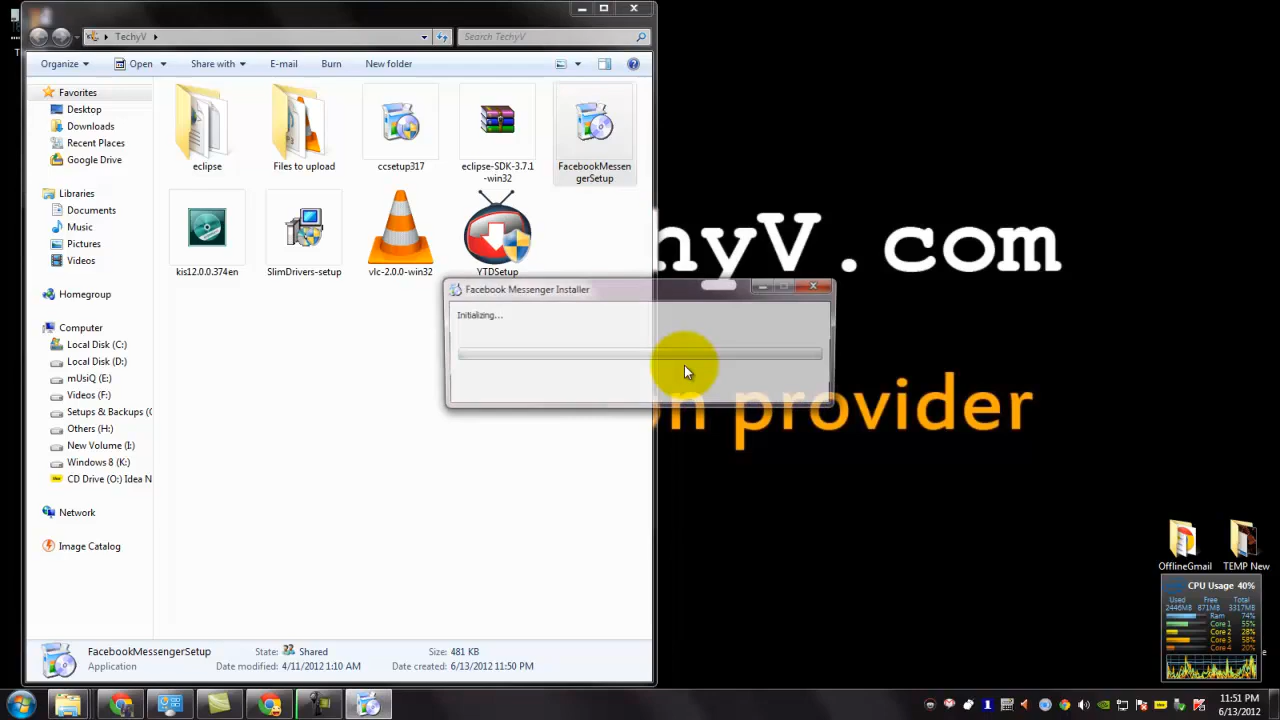 TechyV
Search TechyV
Organize
Open
Share with
E-mail
Burn
New folder
Favorites
Desktop
Downloads
Recent Places
Google Drive
Libraries
Documents
Music
Pictures
Videos
Homegroup
Computer
Local Disk (C:)
Local Disk (D:)
mUsiQ (E:)
Videos (F:)
Setups & Backups (
Others (H:)
New Volume (I:)
Windows 8 (K:)
CD Drive (O:) Idea N
Network
Image Catalog
eclipse
Files to upload
ccsetup317
eclipse-SDK-3.7.1
-win32
FacebookMessen
gerSetup
kis12.0.0.374en
SlimDrivers-setup
vlc-2.0.0-win32
YTDSetup
hyV.com
on provider
Facebook Messenger Installer
Initializing...
OfflineGmail
TEMP New
CPU Usage 40%
Used Free Total
2446MB 871MB 3317MB
Ram 74%
Core 1 55%
Core 2 28%
Core 3 58%
Core 4 20%
FacebookMessengerSetup
State: Shared
Size: 481 KB
Application
Date modified: 4/11/2012 1:10 AM
Date created: 6/13/2012 11:50 PM
11:51 PM
6/13/2012